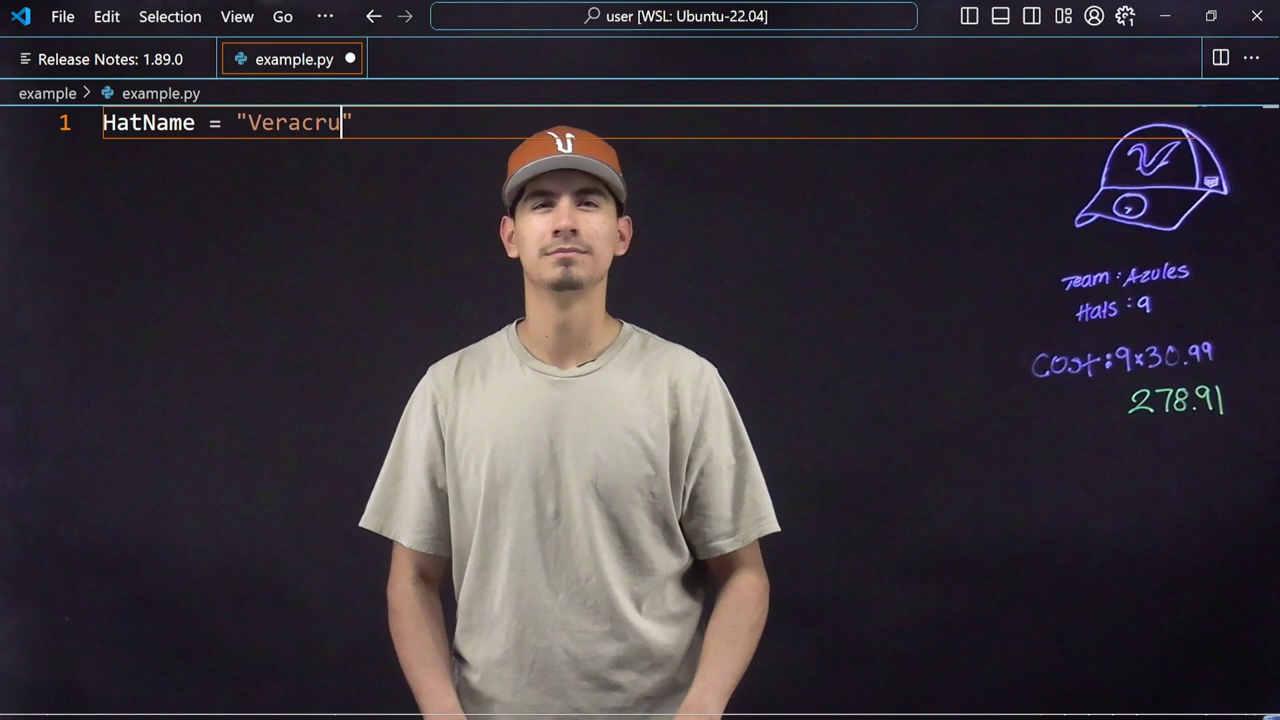 File Edit Selection View Go ··· user [WSL: Ubuntu-22.04]
Release Notes: 1.89.0 example.py
example > example.py
1 HatName = "Veracru"
V
V
Team: Azules
Hats: 9
Cost: 9x30.99
278.91